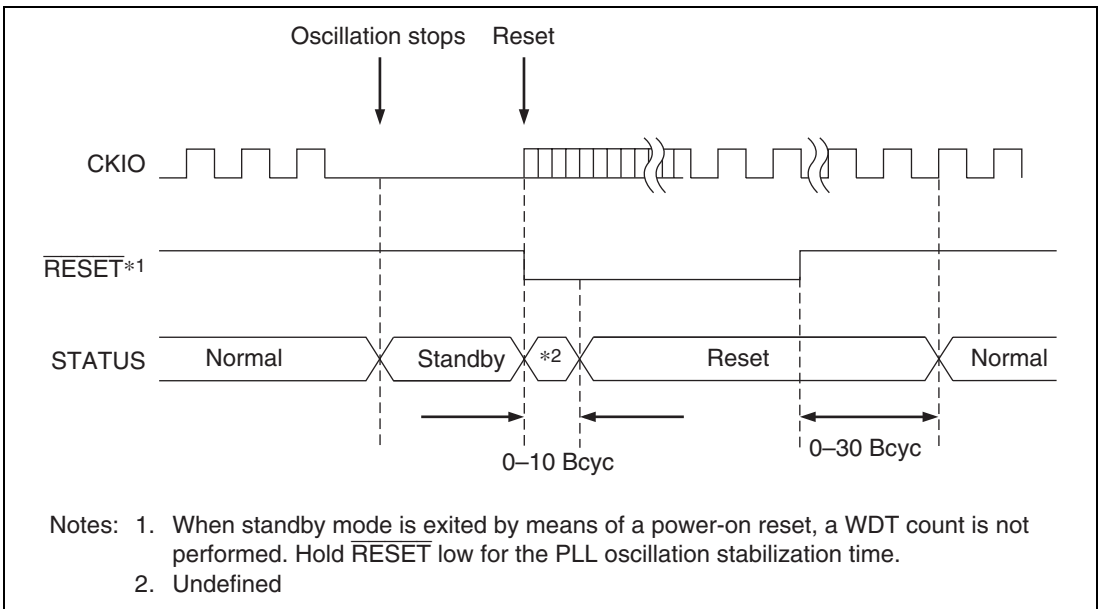 Oscillation stops Reset
CKIO
RESET*1
STATUS Normal Standby *2 Reset Normal
0–10 Bcyc 0–30 Bcyc
Notes: 1. When standby mode is exited by means of a power-on reset, a WDT count is not
performed. Hold RESET low for the PLL oscillation stabilization time.
2. Undefined